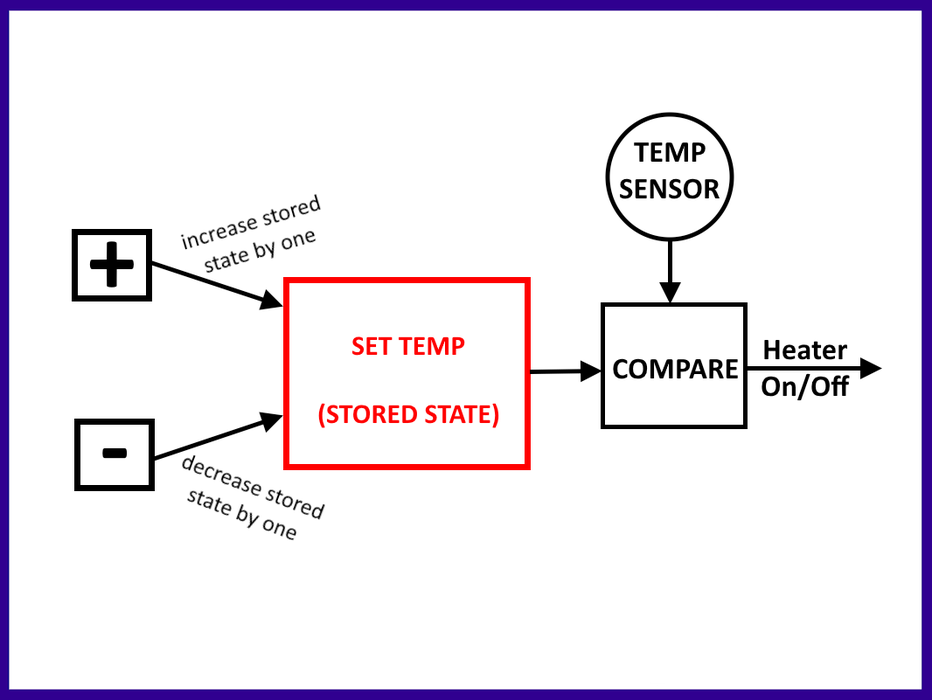 TEMP
SENSOR
increase stored
state by one
+
SET TEMP
(STORED STATE)
COMPARE
Heater
On/Off
-
decrease stored
state by one